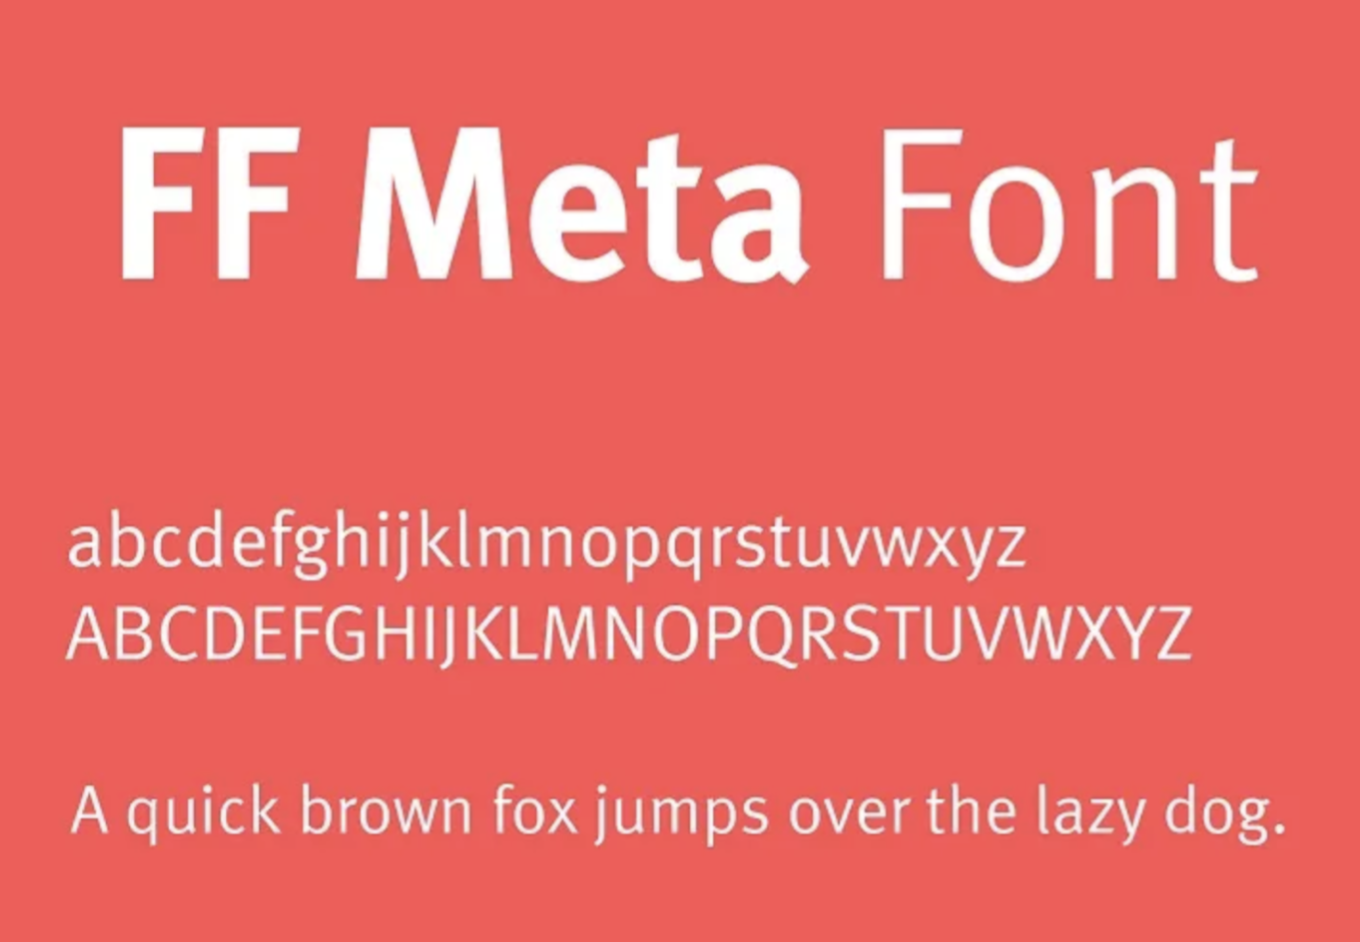 FF Meta Font
abcdefghijklmnopqrstuvwxyz
ABCDEFGHIJKLMNOPQRSTUVWXYZ
A quick brown fox jumps over the lazy dog.